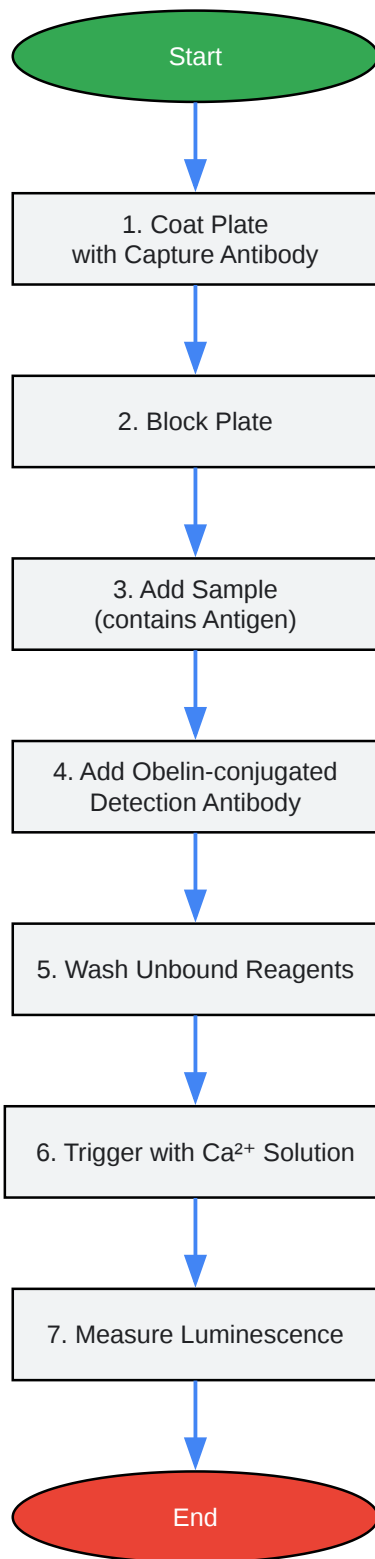 Start
1. Coat Plate
with Capture Antibody
2. Block Plate
3. Add Sample
(contains Antigen)
4. Add Obelin-conjugated
Detection Antibody
5. Wash Unbound Reagents
6. Trigger with Ca²⁺ Solution
7. Measure Luminescence
End